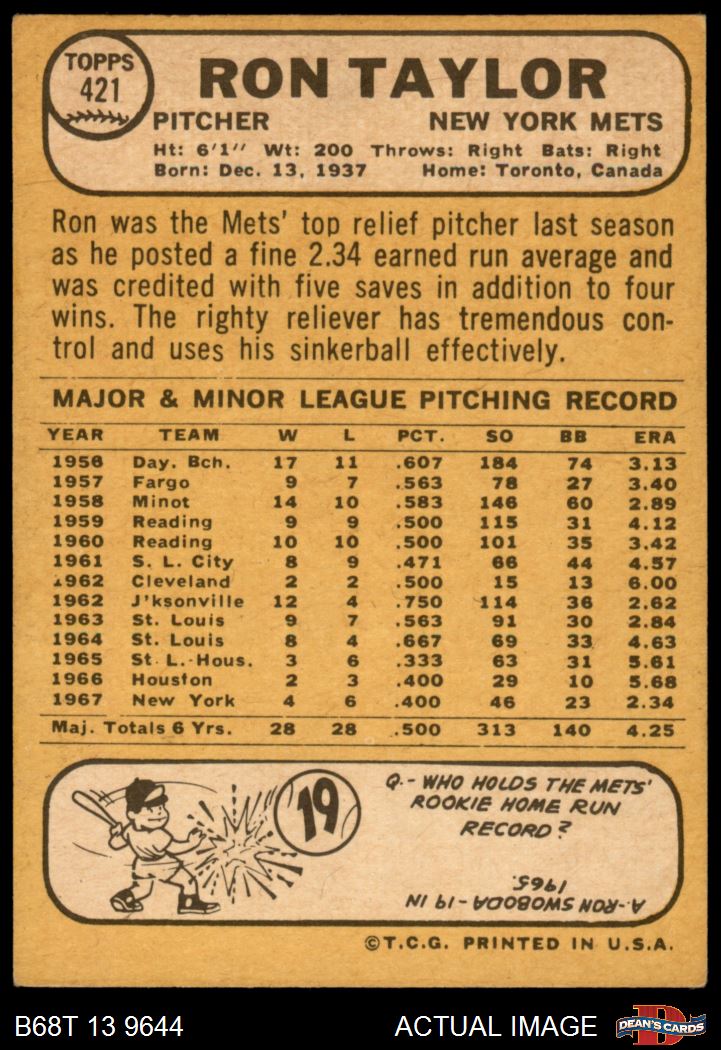 TOPPS
421
RON TAYLOR
PITCHER NEW YORK METS
Ht: 6'1" Wt: 200 Throws: Right Bats: Right
Born: Dec. 13, 1937 Home: Toronto, Canada
Ron was the Mets' top relief pitcher last season
as he posted a fine 2.34 earned run average and
was credited with five saves in addition to four
wins. The righty reliever has tremendous con-
trol and uses his sinkerball effectively.
MAJOR & MINOR LEAGUE PITCHING RECORD
YEAR TEAM W L PCT. SO BB ERA
1956 Day. Bch. 17 11 .607 184 74 3.13
1957 Fargo 9 7 .563 78 27 3.40
1958 Minot 14 10 .583 146 60 2.89
1959 Reading 9 9 .500 115 31 4.12
1960 Reading 10 10 .500 101 35 3.42
1961 S. L. City 8 9 .471 66 44 4.57
1962 Cleveland 2 2 .500 15 13 6.00
1962 J'ksonville 12 4 .750 114 36 2.62
1963 St. Louis 9 7 .563 91 30 2.84
1964 St. Louis 8 4 .667 69 33 4.63
1965 St. L.-Hous. 3 6 .333 63 31 5.61
1966 Houston 2 3 .400 29 10 5.68
1967 New York 4 6 .400 46 23 2.34
Maj. Totals 6 Yrs. 28 28 .500 313 140 4.25
19
Q.- WHO HOLDS THE METS'
ROOKIE HOME RUN
RECORD?
A.-RON SWOBODA-19 IN
1965.
©T.C.G. PRINTED IN U.S.A.
B68T 13 9644 ACTUAL IMAGE
D
DEAN'S CARDS